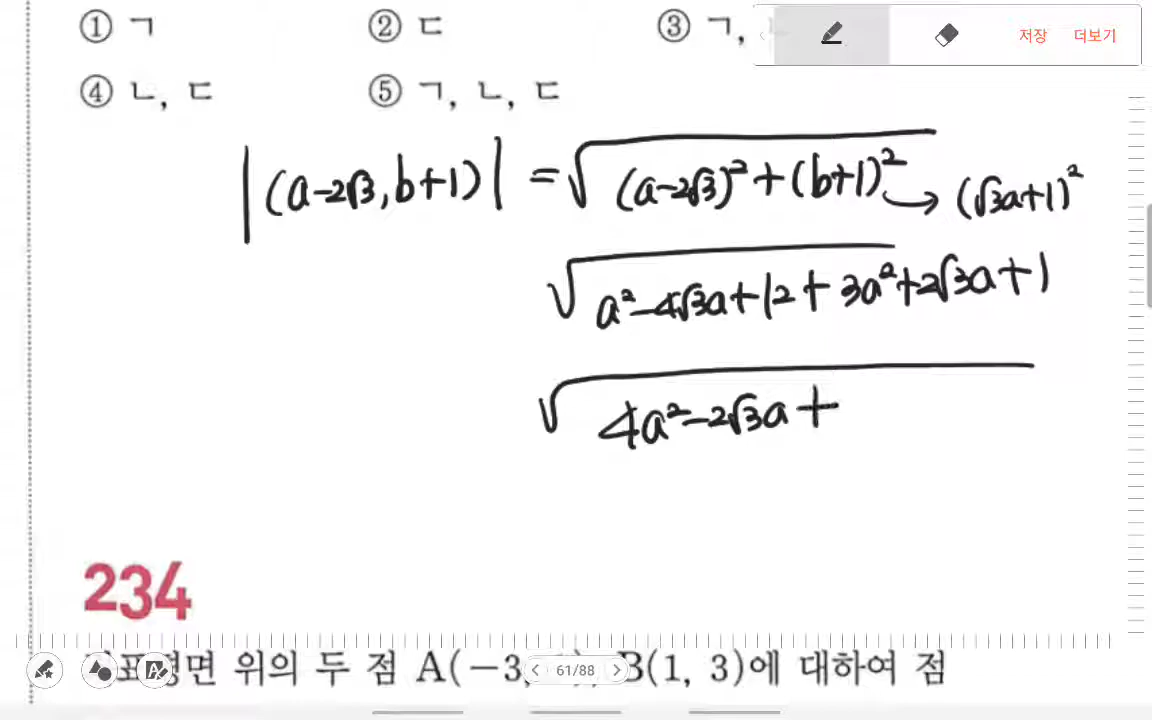 ① ㄱ ② ㄷ ③ ㄱ,
저장 더보기
④ ㄴ, ㄷ ⑤ ㄱ, ㄴ, ㄷ
|(a-2√3, b+1)| = √(a-2√3)²+(b+1)² → (√3a+1)²
√a²-4√3a+12+3a²+2√3a+1
√4a²-2√3a+
234
위의 두 점 A(-3, 61/88 B(1, 3)에 대하여 점